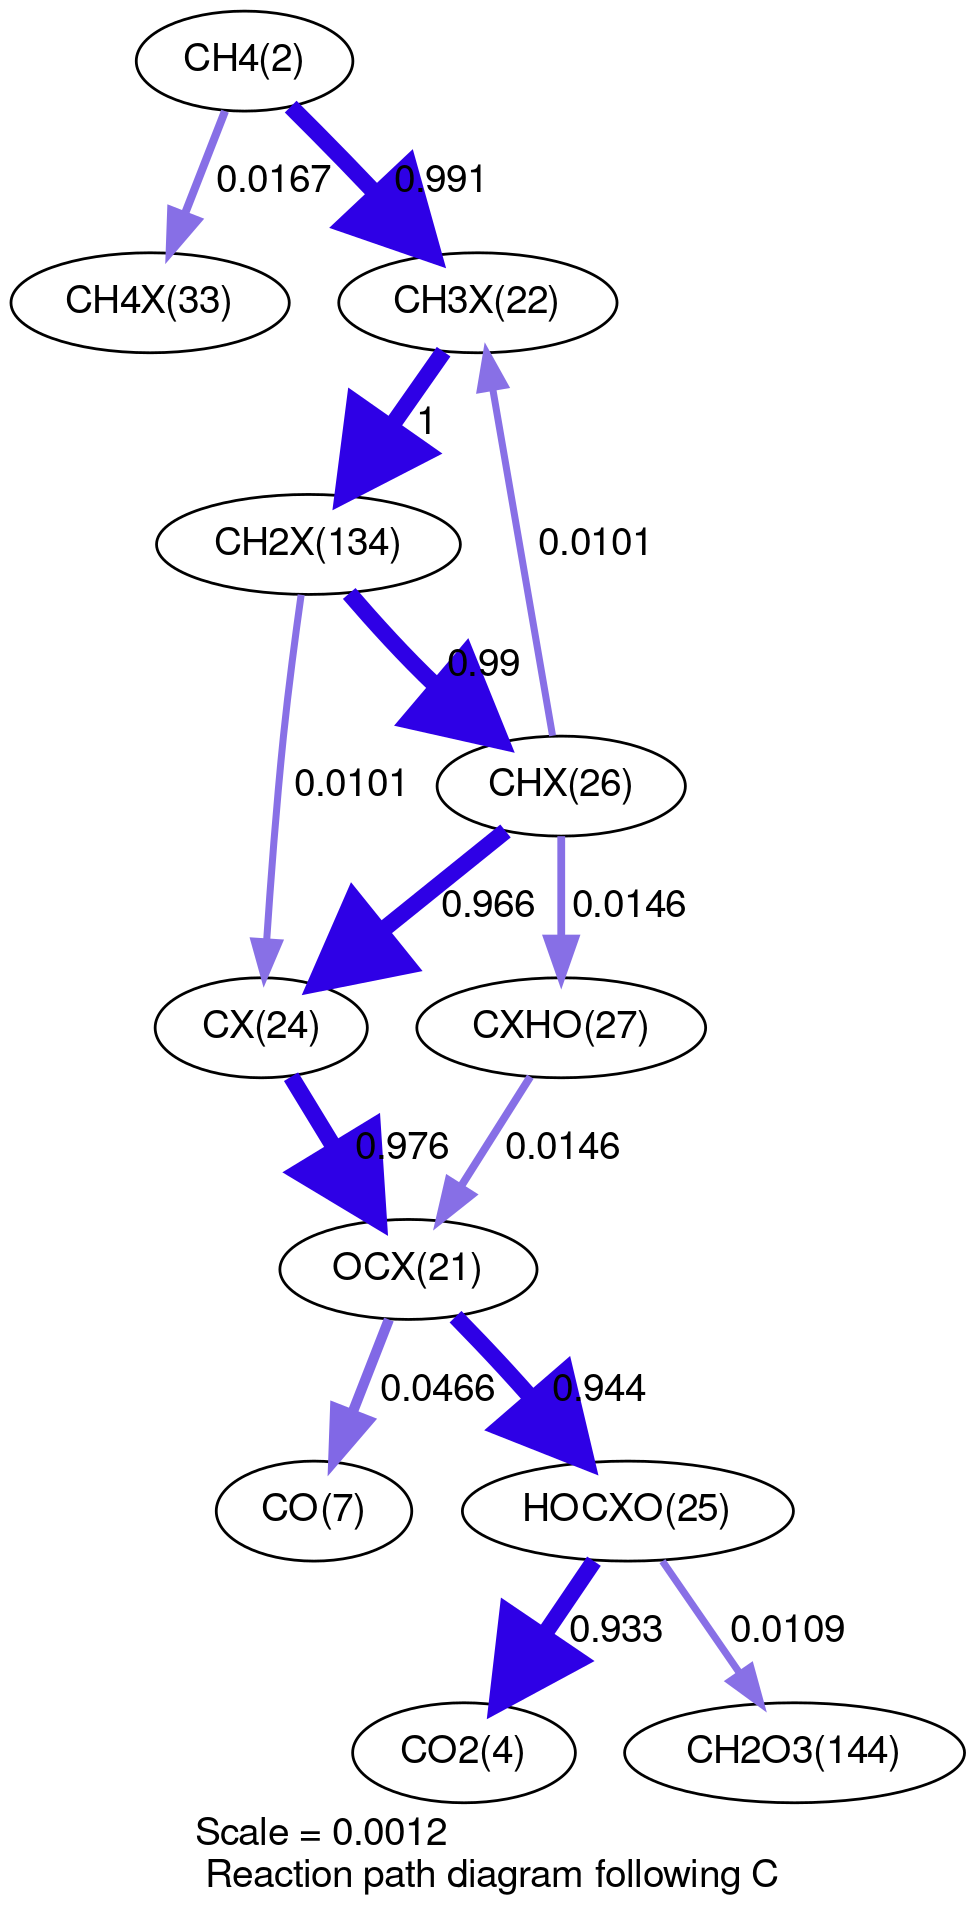 CH4(2)
0.0167
0.991
CH4X(33)
CH3X(22)
1
CH2X(134)
0.0101
0.99
0.0101
CHX(26)
0.966
0.0146
CX(24)
CXHO(27)
0.976
0.0146
OCX(21)
0.0466
0.944
CO(7)
HOCXO(25)
0.933
0.0109
CO2(4)
CH2O3(144)
Scale = 0.0012
Reaction path diagram following C